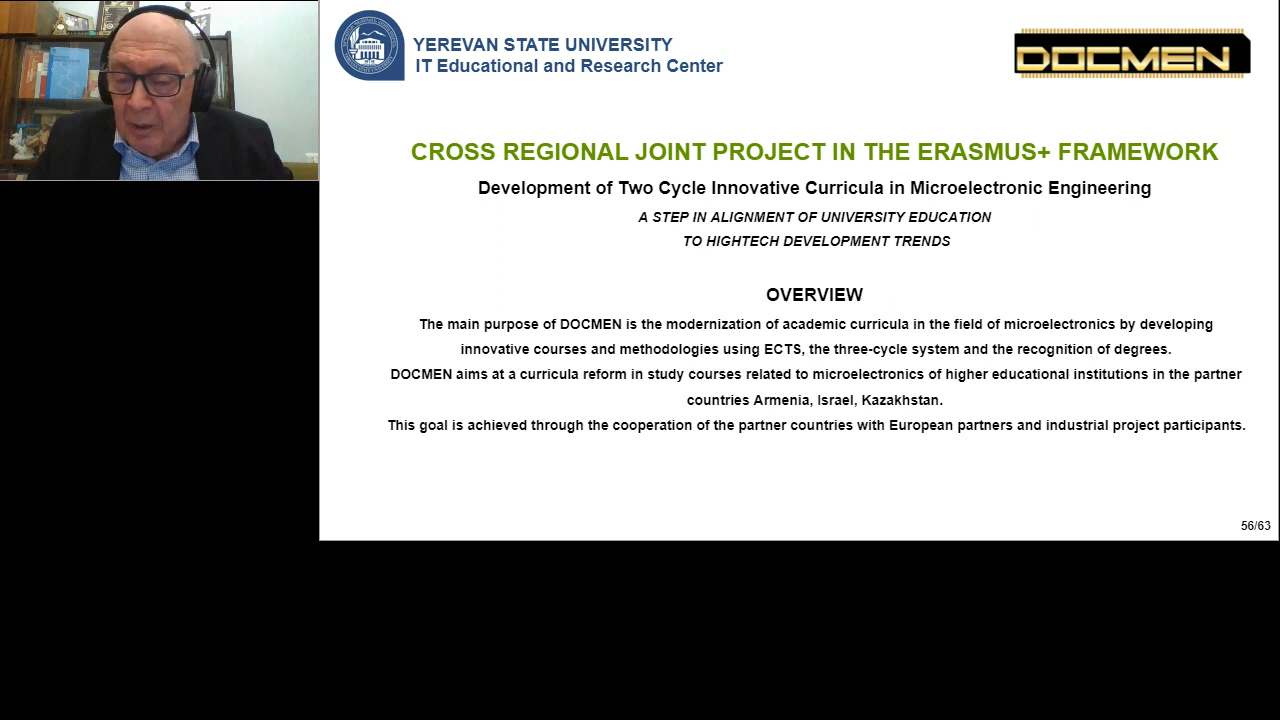 YEREVAN STATE UNIVERSITY
IT Educational and Research Center
DOCMEN
CROSS REGIONAL JOINT PROJECT IN THE ERASMUS+ FRAMEWORK
Development of Two Cycle Innovative Curricula in Microelectronic Engineering
A STEP IN ALIGNMENT OF UNIVERSITY EDUCATION
TO HIGHTECH DEVELOPMENT TRENDS
OVERVIEW
The main purpose of DOCMEN is the modernization of academic curricula in the field of microelectronics by developing
innovative courses and methodologies using ECTS, the three-cycle system and the recognition of degrees.
DOCMEN aims at a curricula reform in study courses related to microelectronics of higher educational institutions in the partner
countries Armenia, Israel, Kazakhstan.
This goal is achieved through the cooperation of the partner countries with European partners and industrial project participants.
56/63